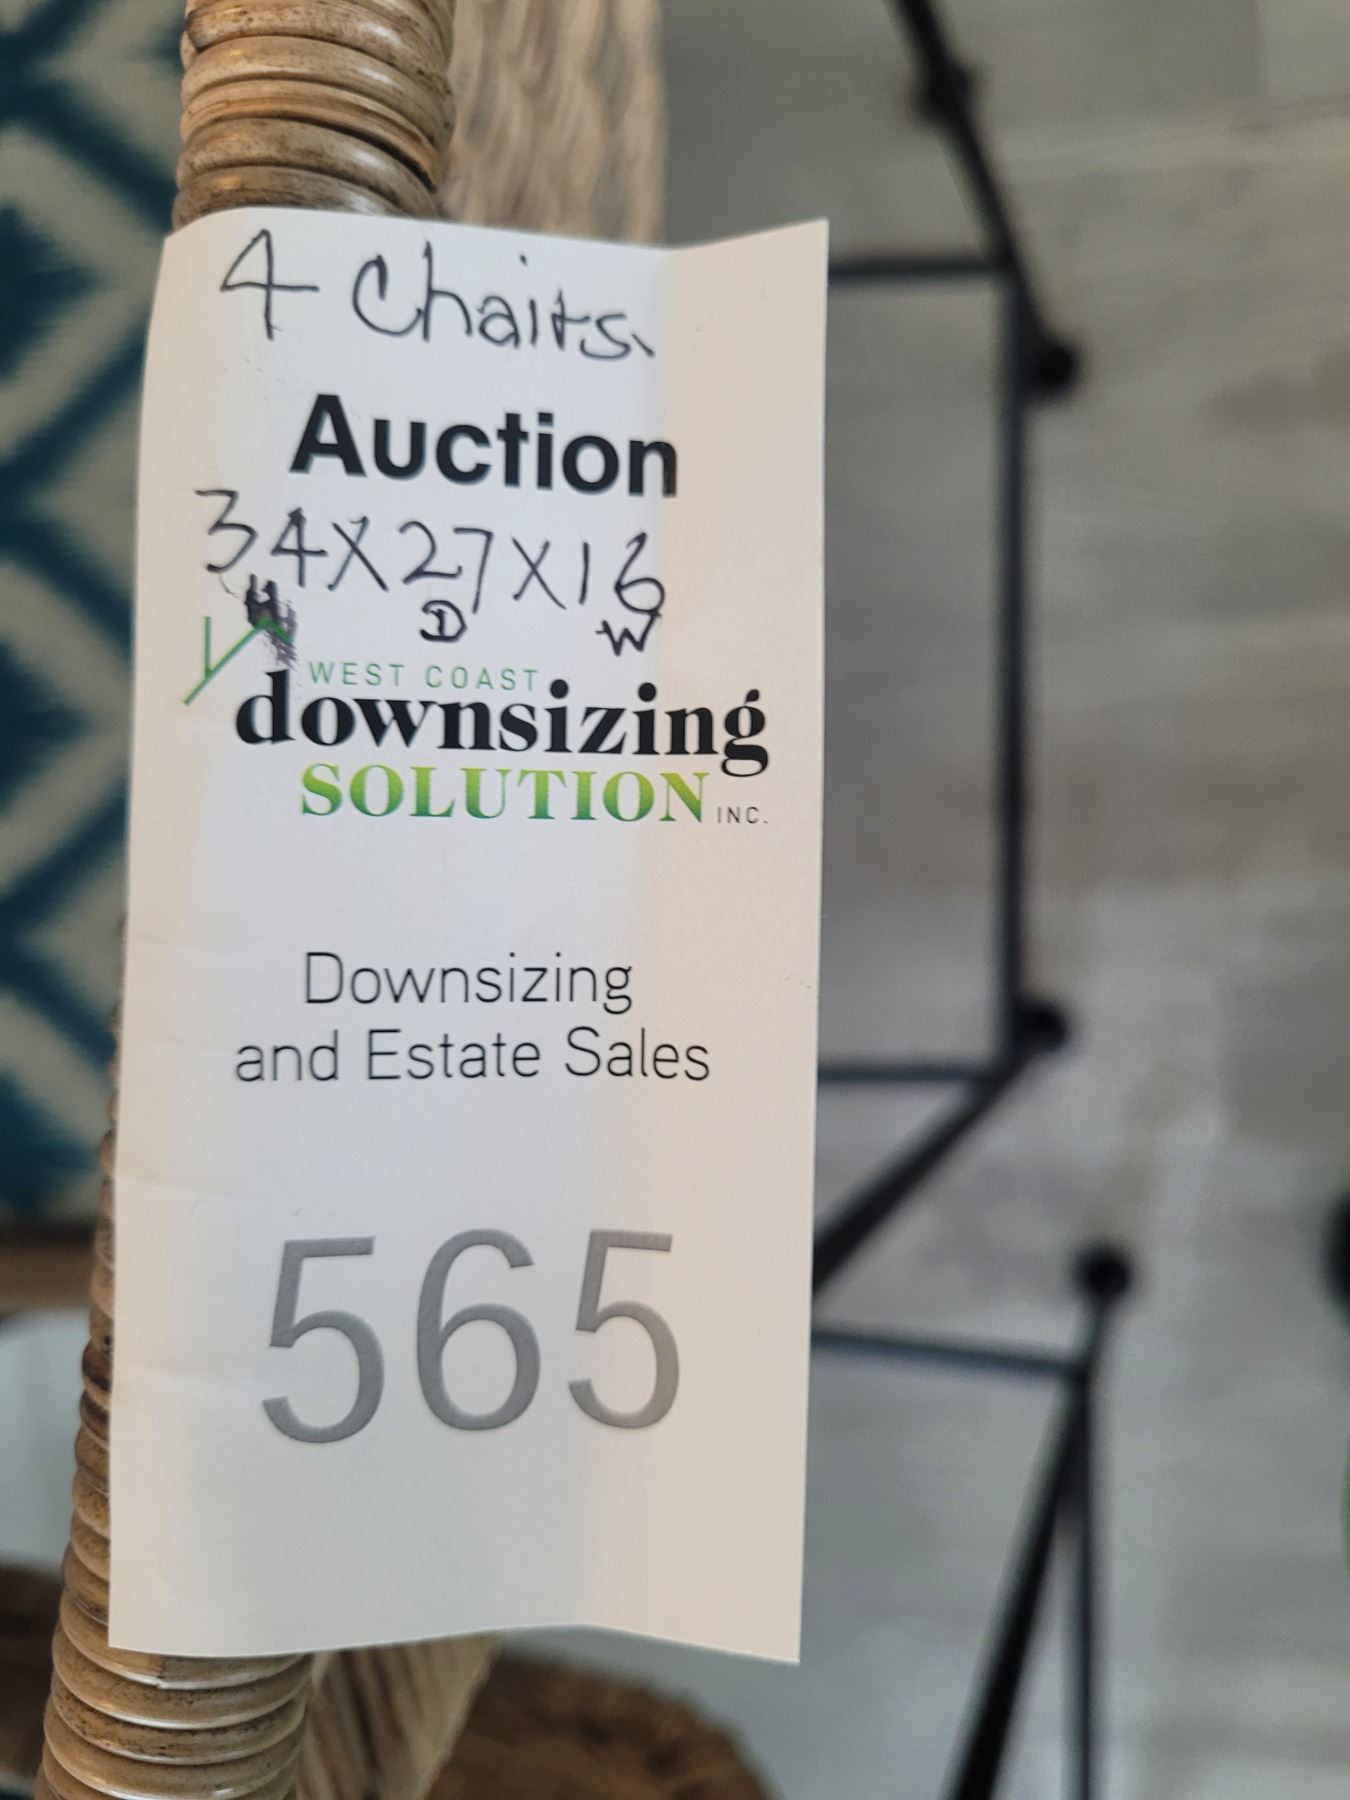 4 Chairs.
Auction
34X27X16
H D W
WEST COAST
downsizing
SOLUTION INC.
Downsizing
and Estate Sales
565